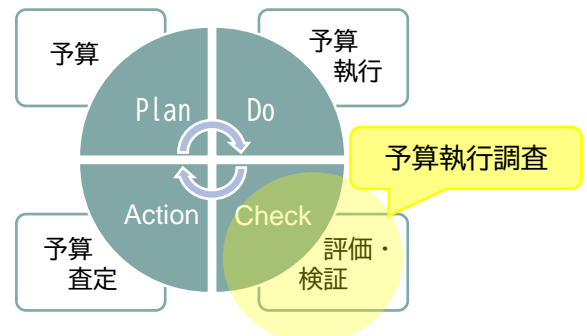 予算
予算
執行
Plan
Do
予算執行調査
Action
Check
予算
査定
評価・
検証